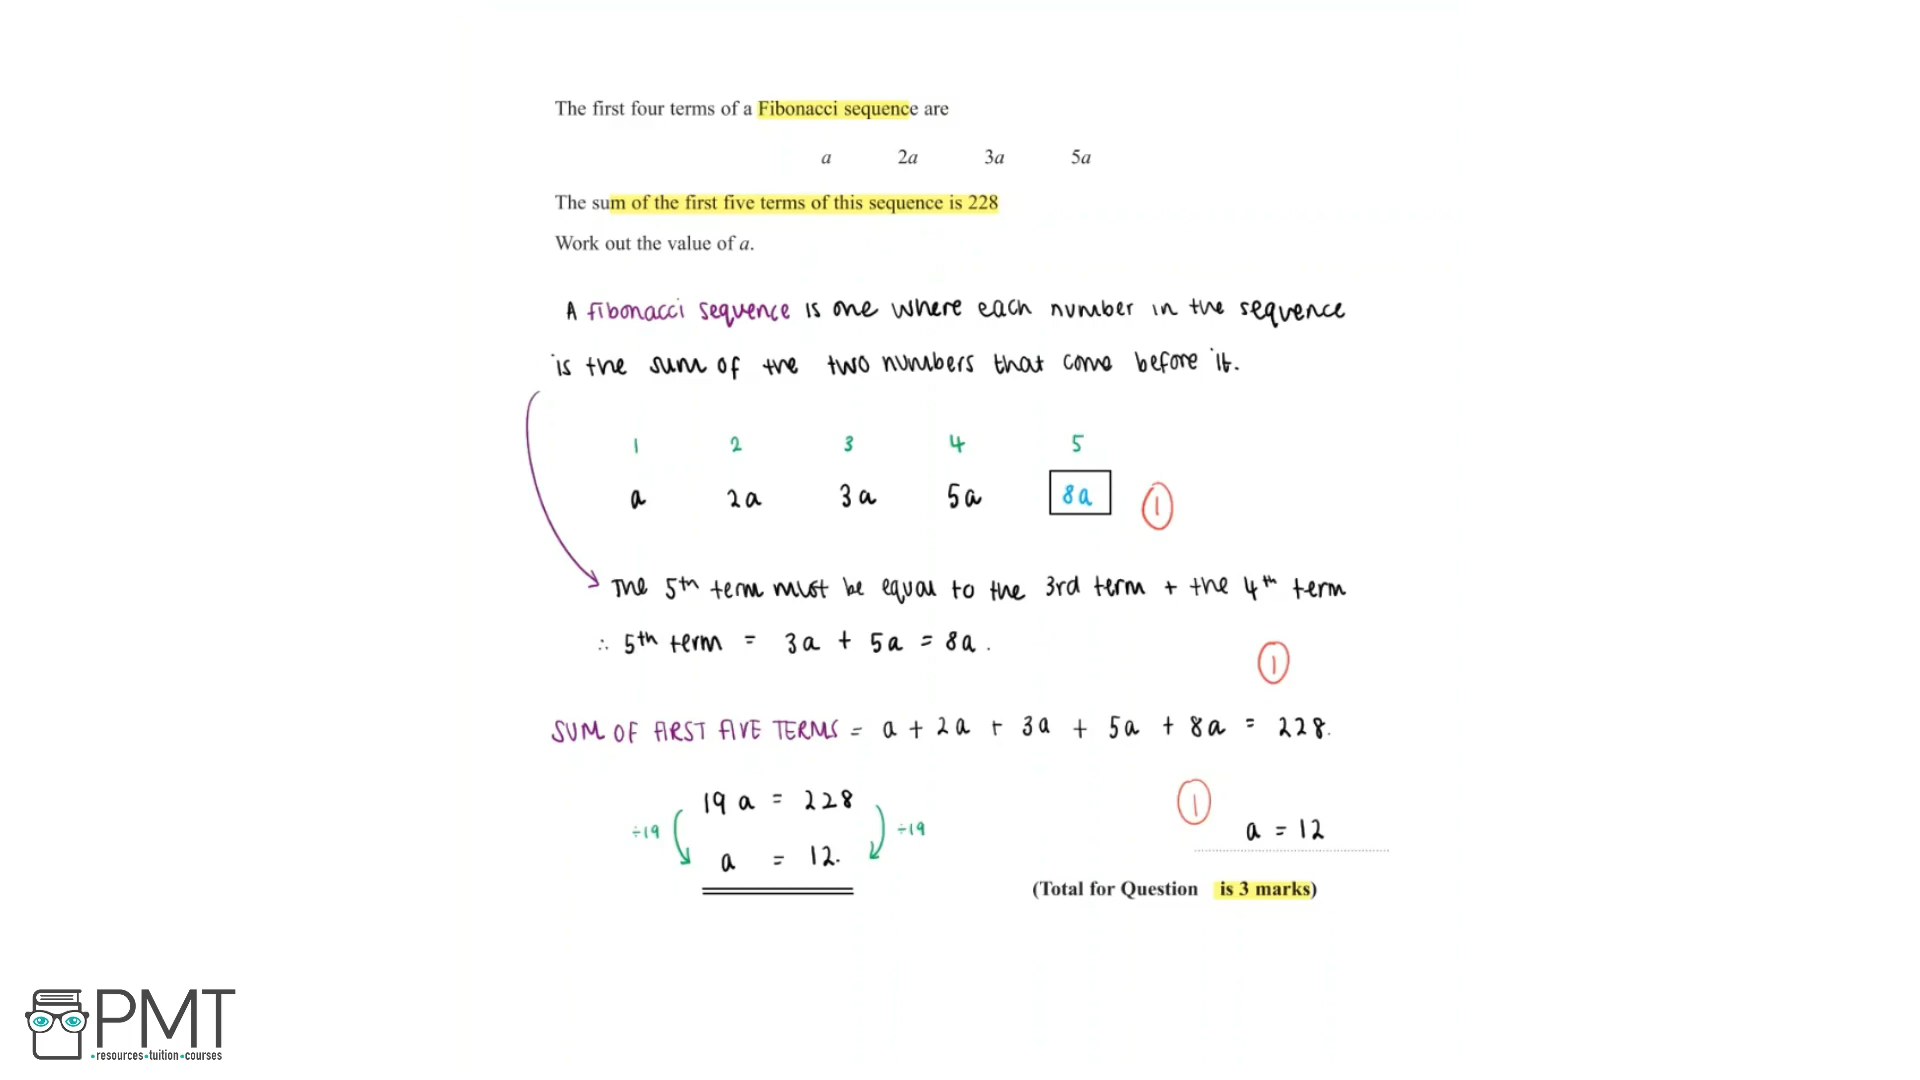 The first four terms of a Fibonacci sequence are
a 2a 3a 5a
The sum of the first five terms of this sequence is 228
Work out the value of a.
A fibonacci sequence is one where each number in the sequence
is the sum of the two numbers that come before it.
1 2 3 4 5
a 2a 3a 5a 8a 1
The 5th term must be equal to the 3rd term + the 4th term
∴ 5th term = 3a + 5a = 8a.
1
SUM OF FIRST FIVE TERMS = a + 2a + 3a + 5a + 8a = 228.
19a = 228
÷19 ÷19
a = 12.
1
a = 12
(Total for Question is 3 marks)
PMT
•resources•tuition•courses